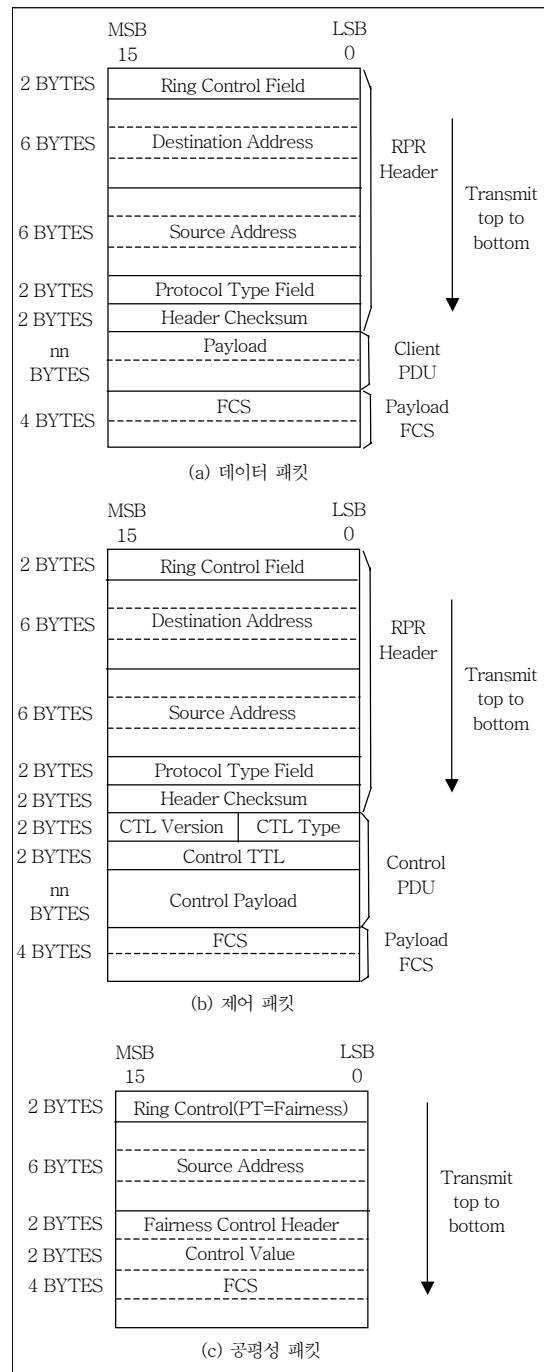 MSB LSB
15 0
2 BYTES Ring Control Field
6 BYTES Destination Address
RPR
Header
Transmit
top to
bottom
6 BYTES Source Address
2 BYTES Protocol Type Field
2 BYTES Header Checksum
nn
BYTES
Payload
Client
PDU
4 BYTES
FCS
Payload
FCS
(a) 데이터 패킷
MSB LSB
15 0
2 BYTES Ring Control Field
6 BYTES Destination Address
RPR
Header
Transmit
top to
bottom
6 BYTES Source Address
2 BYTES Protocol Type Field
2 BYTES Header Checksum
2 BYTES CTL Version CTL Type
2 BYTES Control TTL
Control
PDU
nn
BYTES
Control Payload
4 BYTES FCS
Payload
FCS
(b) 제어 패킷
MSB LSB
15 0
2 BYTES Ring Control(PT=Fairness)
6 BYTES Source Address
Transmit
top to
bottom
2 BYTES Fairness Control Header
2 BYTES Control Value
4 BYTES FCS
(c) 공평성 패킷